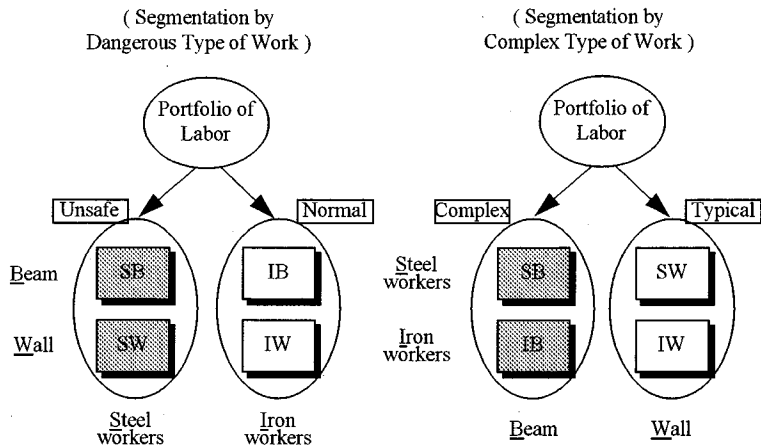 ( Segmentation by
Dangerous Type of Work )
Portfolio of
Labor
Unsafe
Normal
Beam
SB
IB
Wall
SW
IW
Steel
workers
Iron
workers
( Segmentation by
Complex Type of Work )
Portfolio of
Labor
Complex
Typical
Steel
workers
SB
SW
Iron
workers
IB
IW
Beam
Wall